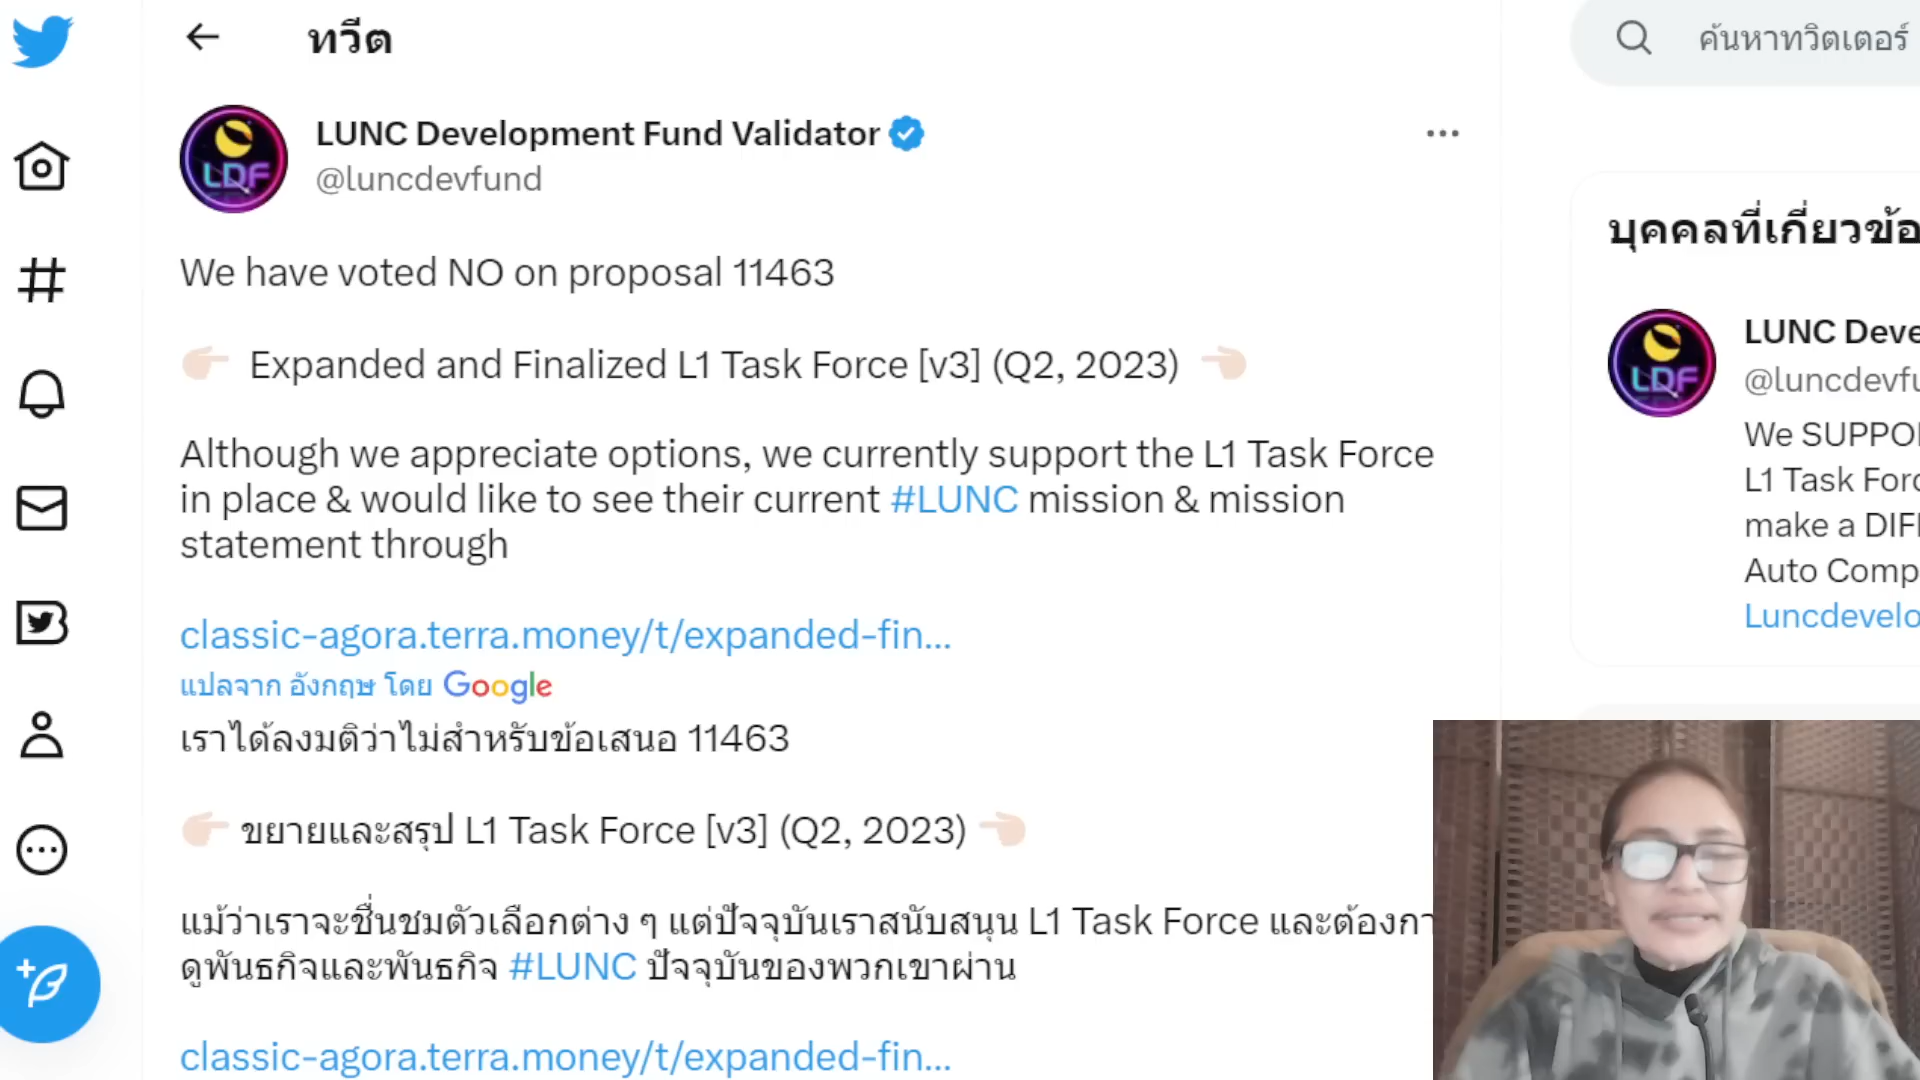 ทวีต
ค้นหาทวิตเตอร์
LDF
LUNC Development Fund Validator
@luncdevfund
We have voted NO on proposal 11463
Expanded and Finalized L1 Task Force [v3] (Q2, 2023)
Although we appreciate options, we currently support the L1 Task Force
in place & would like to see their current #LUNC mission & mission
statement through
classic-agora.terra.money/t/expanded-fin...
แปลจาก อังกฤษ โดย Google
เราได้ลงมติว่าไม่สำหรับข้อเสนอ 11463
ขยายและสรุป L1 Task Force [v3] (Q2, 2023)
แม้ว่าเราจะชื่นชมตัวเลือกต่าง ๆ แต่ปัจจุบันเราสนับสนุน L1 Task Force และต้องกา
ดูพันธกิจและพันธกิจ #LUNC ปัจจุบันของพวกเขาผ่าน
classic-agora.terra.money/t/expanded-fin...
บุคคลที่เกี่ยวข้อ
LDF
LUNC Deve
@luncdevfu
We SUPPO
L1 Task Forc
make a DIF
Auto Comp
Luncdevelo